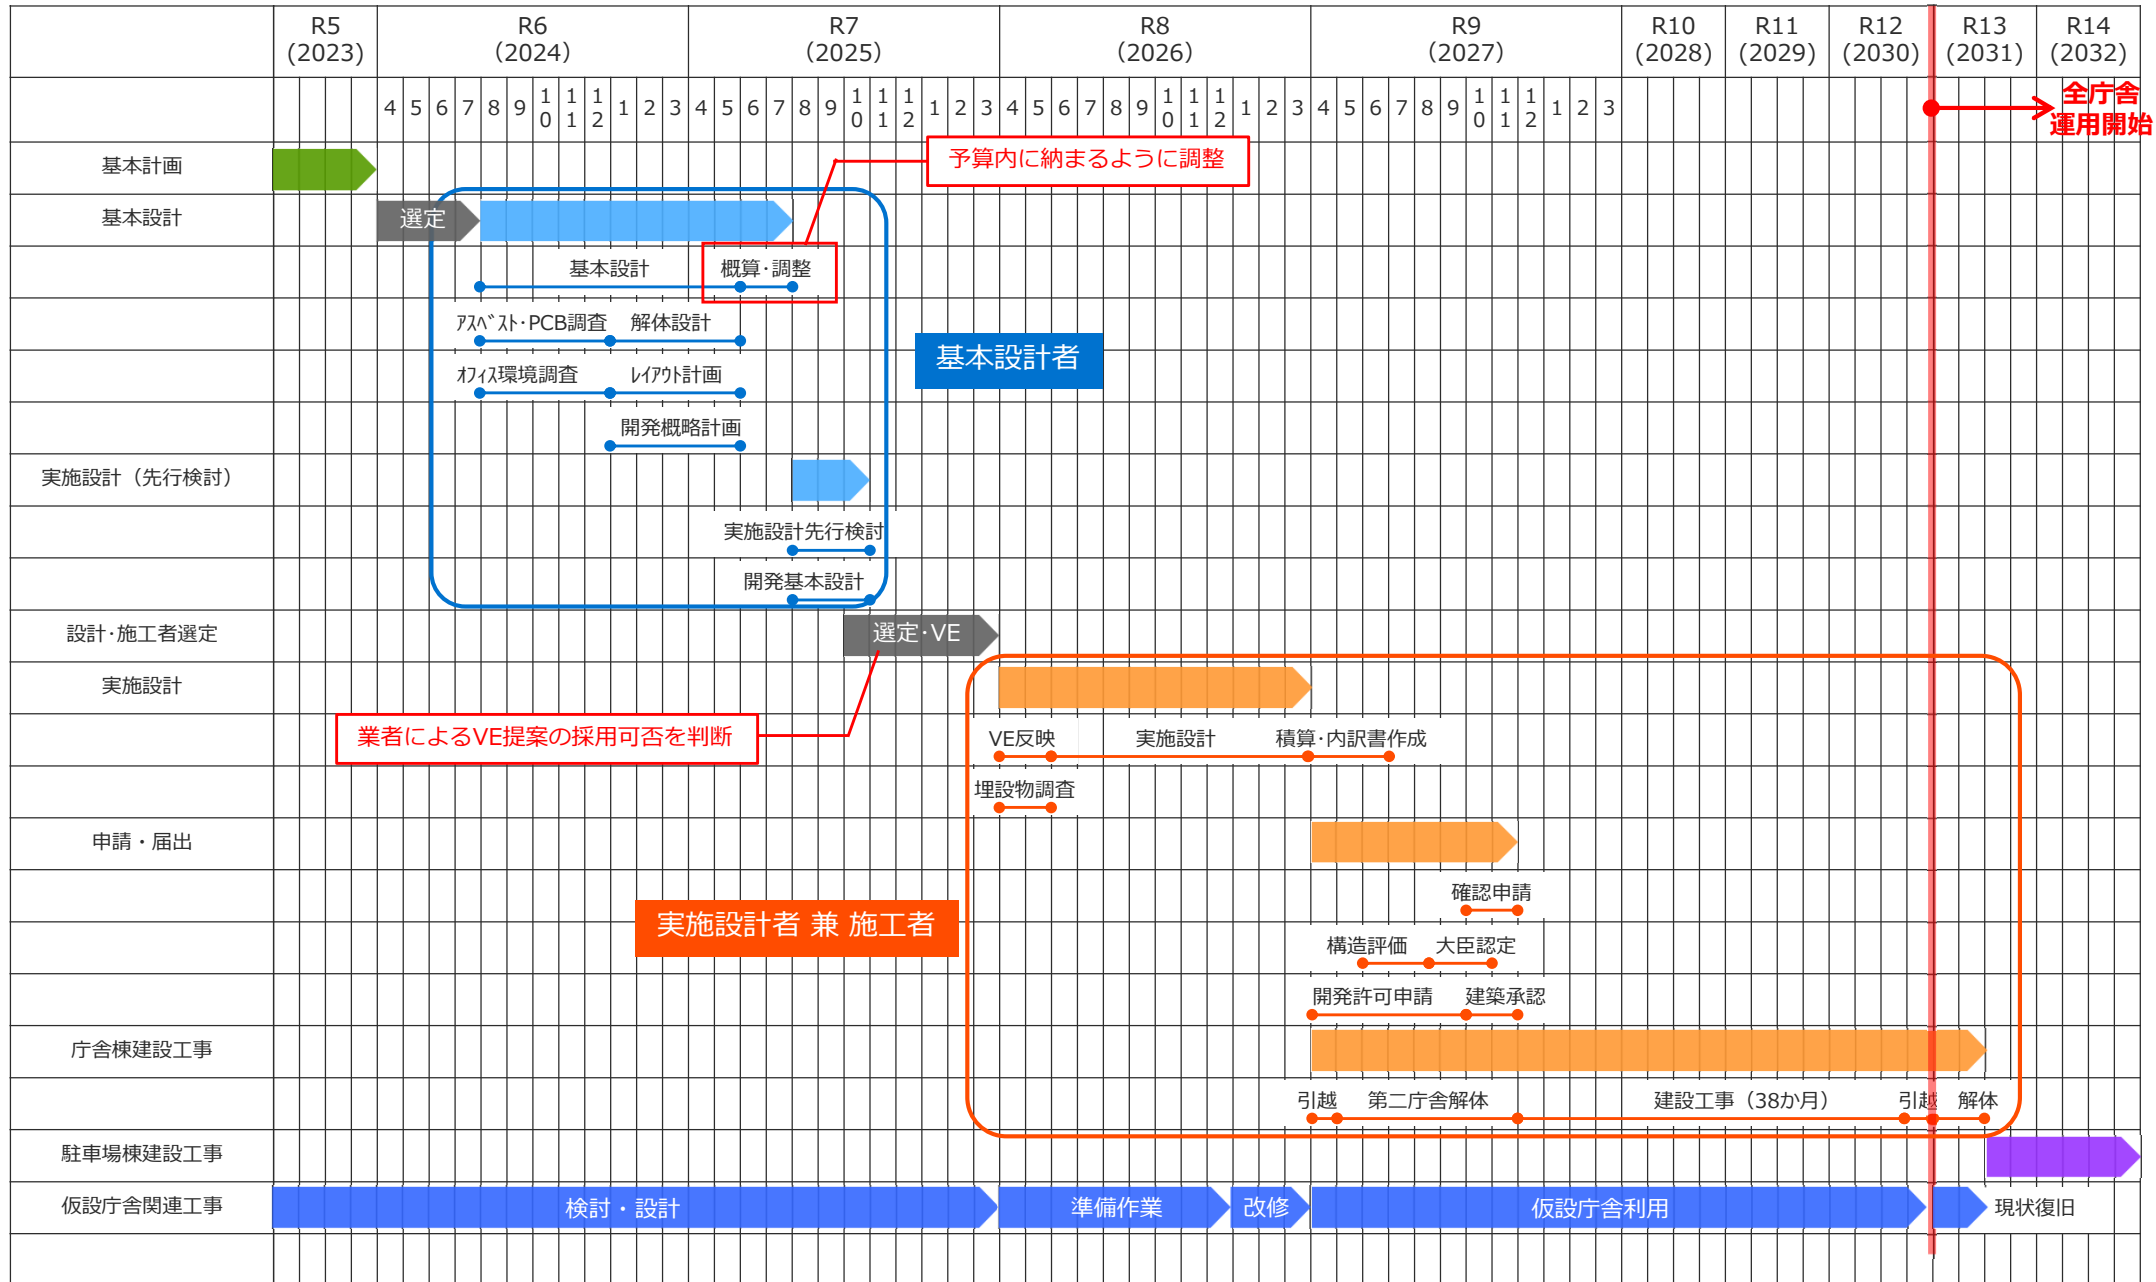 R5 R6 R7 R8 R9 R10 R11 R12 R13 R14
(2023) (2024) (2025) (2026) (2027) (2028) (2029) (2030) (2031) (2032)
4 5 6 7 8 9 10 11 12 1 2 3 4 5 6 7 8 9 10 11 12 1 2 3 4 5 6 7 8 9 10 11 12 1 2 3 4 5 6 7 8 9 10 11 12 1 2 3
全庁舎
運用開始
基本計画
予算内に納まるように調整
基本設計 選定
基本設計 概算・調整
アスベスト・PCB調査 解体設計
基本設計者
オフィス環境調査 レイアウト計画
開発概略計画
実施設計（先行検討）
実施設計先行検討
開発基本設計
設計・施工者選定 選定・VE
実施設計
業者によるVE提案の採用可否を判断
VE反映 実施設計 積算・内訳書作成
埋設物調査
申請・届出
確認申請
実施設計者 兼 施工者
構造評価 大臣認定
開発許可申請 建築承認
庁舎棟建設工事
引越 第二庁舎解体 建設工事（38か月） 引越 解体
駐車場棟建設工事
仮設庁舎関連工事 検討・設計 準備作業 改修 仮設庁舎利用 現状復旧